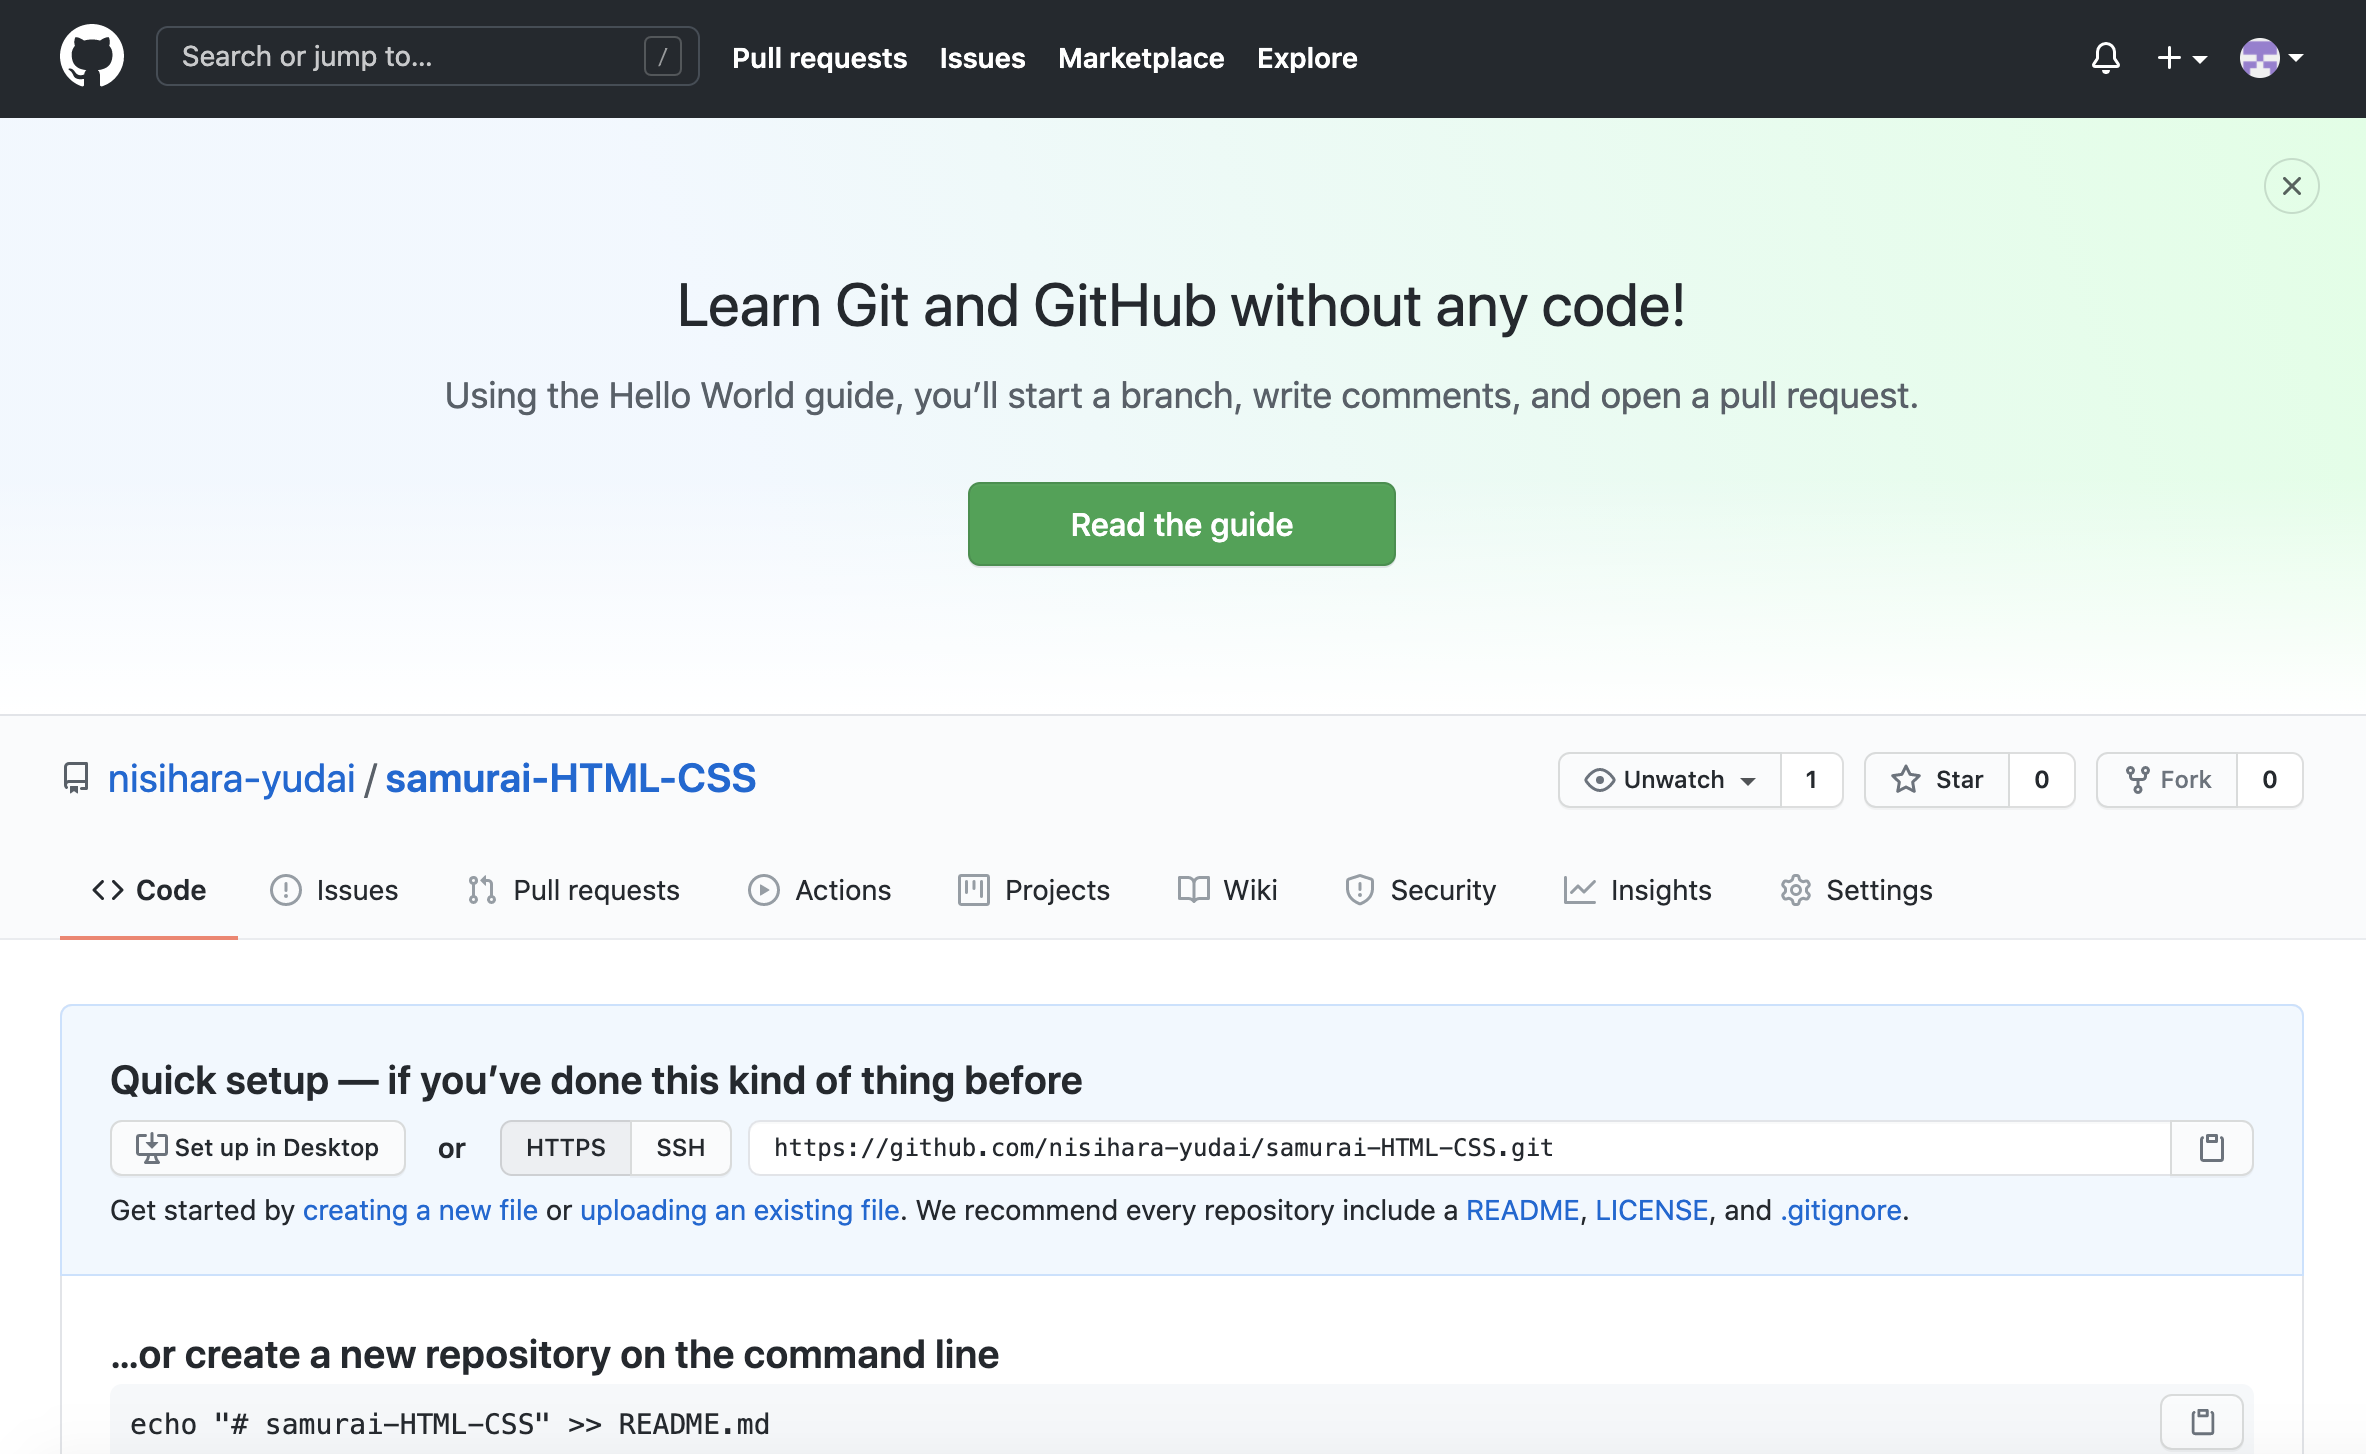 Search or jump to... /
Pull requests Issues Marketplace Explore
Learn Git and GitHub without any code!
Using the Hello World guide, you’ll start a branch, write comments, and open a pull request.
Read the guide
nisihara-yudai / samurai-HTML-CSS
Unwatch 1 Star 0 Fork 0
Code Issues Pull requests Actions Projects Wiki Security Insights Settings
Quick setup — if you’ve done this kind of thing before
Set up in Desktop or HTTPS SSH https://github.com/nisihara-yudai/samurai-HTML-CSS.git
Get started by creating a new file or uploading an existing file. We recommend every repository include a README, LICENSE, and .gitignore.
…or create a new repository on the command line
echo "# samurai-HTML-CSS" >> README.md